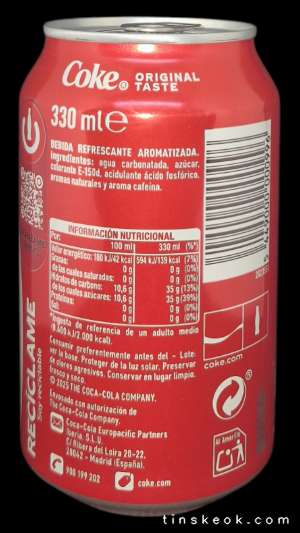 Coke® ORIGINAL TASTE
330 ml e
BEBIDA REFRESCANTE AROMATIZADA.
Ingredientes: agua carbonatada, azúcar,
colorante E-150d, acidulante ácido fosfórico,
aromas naturales y aroma cafeína.
INFORMACIÓN NUTRICIONAL
Por: 100 ml 330 ml (%*)
Valor energético: 180 kJ/42 kcal 594 kJ/139 kcal (7%)
Grasas: 0 g 0 g (0%)
de las cuales saturadas: 0 g 0 g (0%)
Hidratos de carbono: 10,6 g 35 g (13%)
de los cuales azúcares: 10,6 g 35 g (39%)
Proteínas: 0 g 0 g (0%)
*Ingesta de referencia de un adulto medio
(8.400 kJ/2.000 kcal).
Consumir preferentemente antes del - Lote:
ver la base. Proteger de la luz solar. Preservar
de olores agresivos. Conservar en lugar limpio,
fresco y seco.
© 2025 THE COCA-COLA COMPANY.
Envasado con autorización de
The Coca-Cola Company.
Coca-Cola Europacific Partners
Iberia, S.L.U.
C/Ribera del Loira 20-22,
28042 - Madrid (España).
900 199 202 coke.com
RECÍCLAME
Soy reciclable
coke.com
tinskeok.com